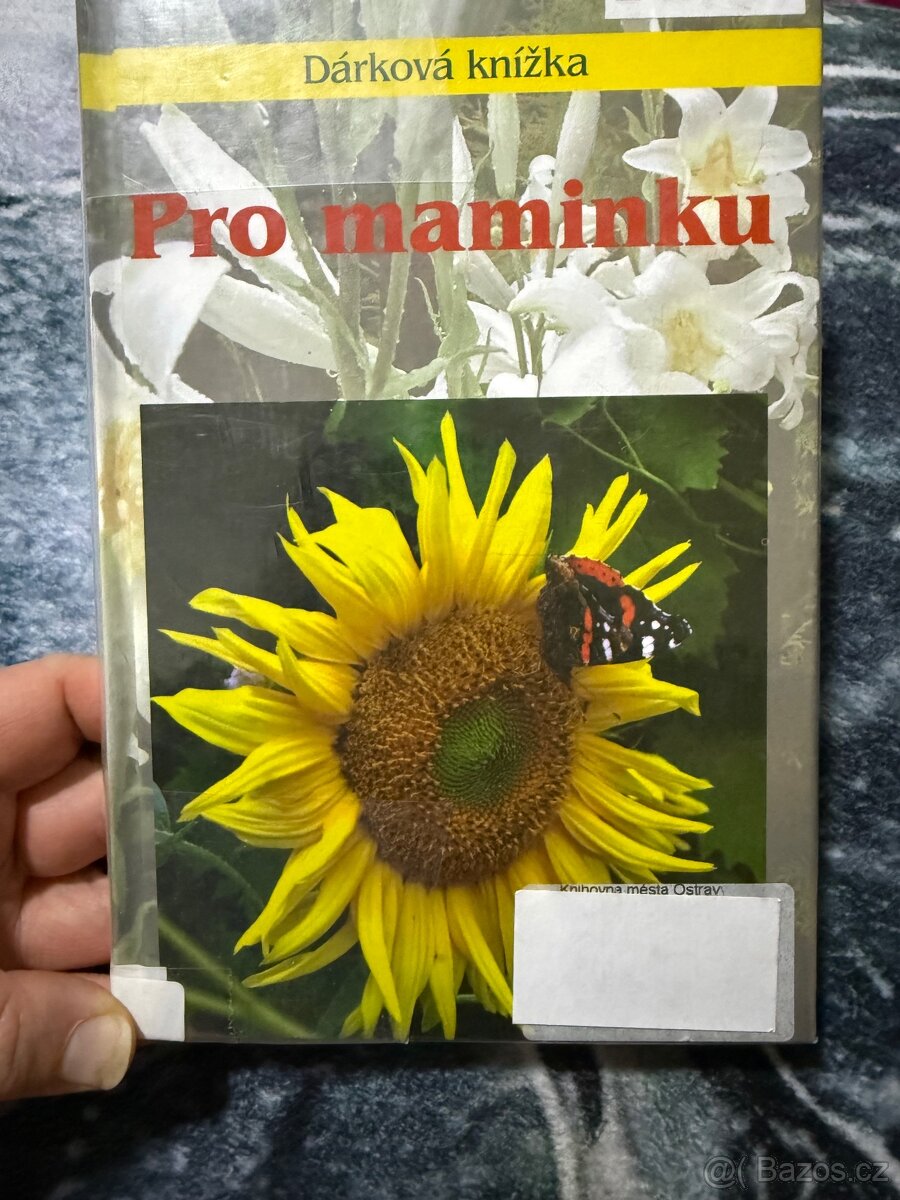 Dárková knížka
Pro maminku
Knihovna města Ostravy
@( Bazos.cz